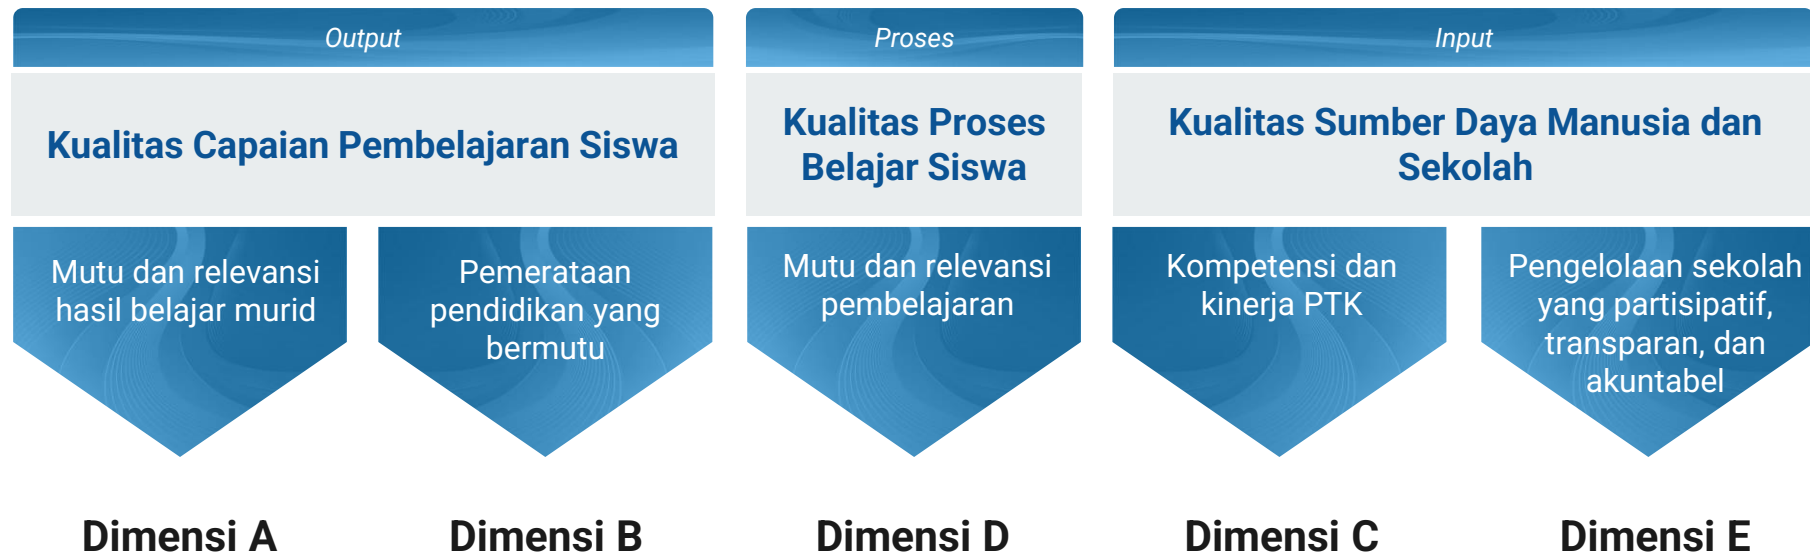 Output
Proses
Input
Kualitas Capaian Pembelajaran Siswa
Kualitas Proses
Belajar Siswa
Kualitas Sumber Daya Manusia dan
Sekolah
Mutu dan relevansi
hasil belajar murid
Pemerataan
pendidikan yang
bermutu
Mutu dan relevansi
pembelajaran
Kompetensi dan
kinerja PTK
Pengelolaan sekolah
yang partisipatif,
transparan, dan
akuntabel
Dimensi A
Dimensi B
Dimensi D
Dimensi C
Dimensi E